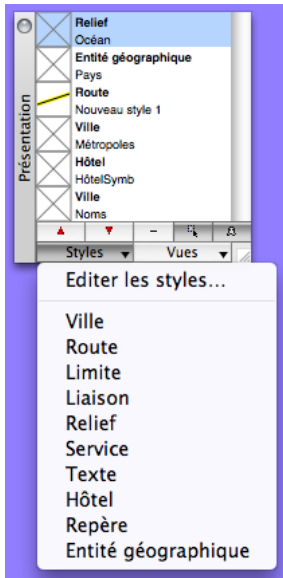 Présentation
Relief
Océan
Entité géographique
Pays
Route
Nouveau style 1
Ville
Métropoles
Hôtel
HôtelSymb
Ville
Noms
Styles
Vues
Editer les styles...
Ville
Route
Limite
Liaison
Relief
Service
Texte
Hôtel
Repère
Entité géographique